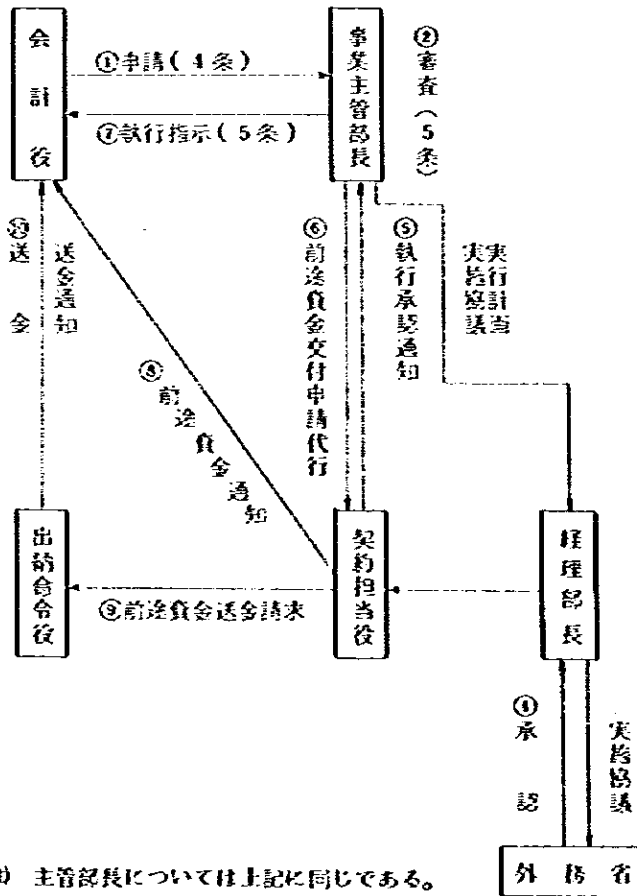 会計役
①申請(4条)
⑦執行指示(5条)
事業主管部長
②審査(5条)
送金
送金通知
⑧前途資金通知
⑥前途資金交付申請代行
⑤執行承認通知
実行計画
実施協議
出納命令役
⑨前途資金送金請求
契約担当役
経理部長
④承認
実施協議
外務省
主管部長については上記に同じである。